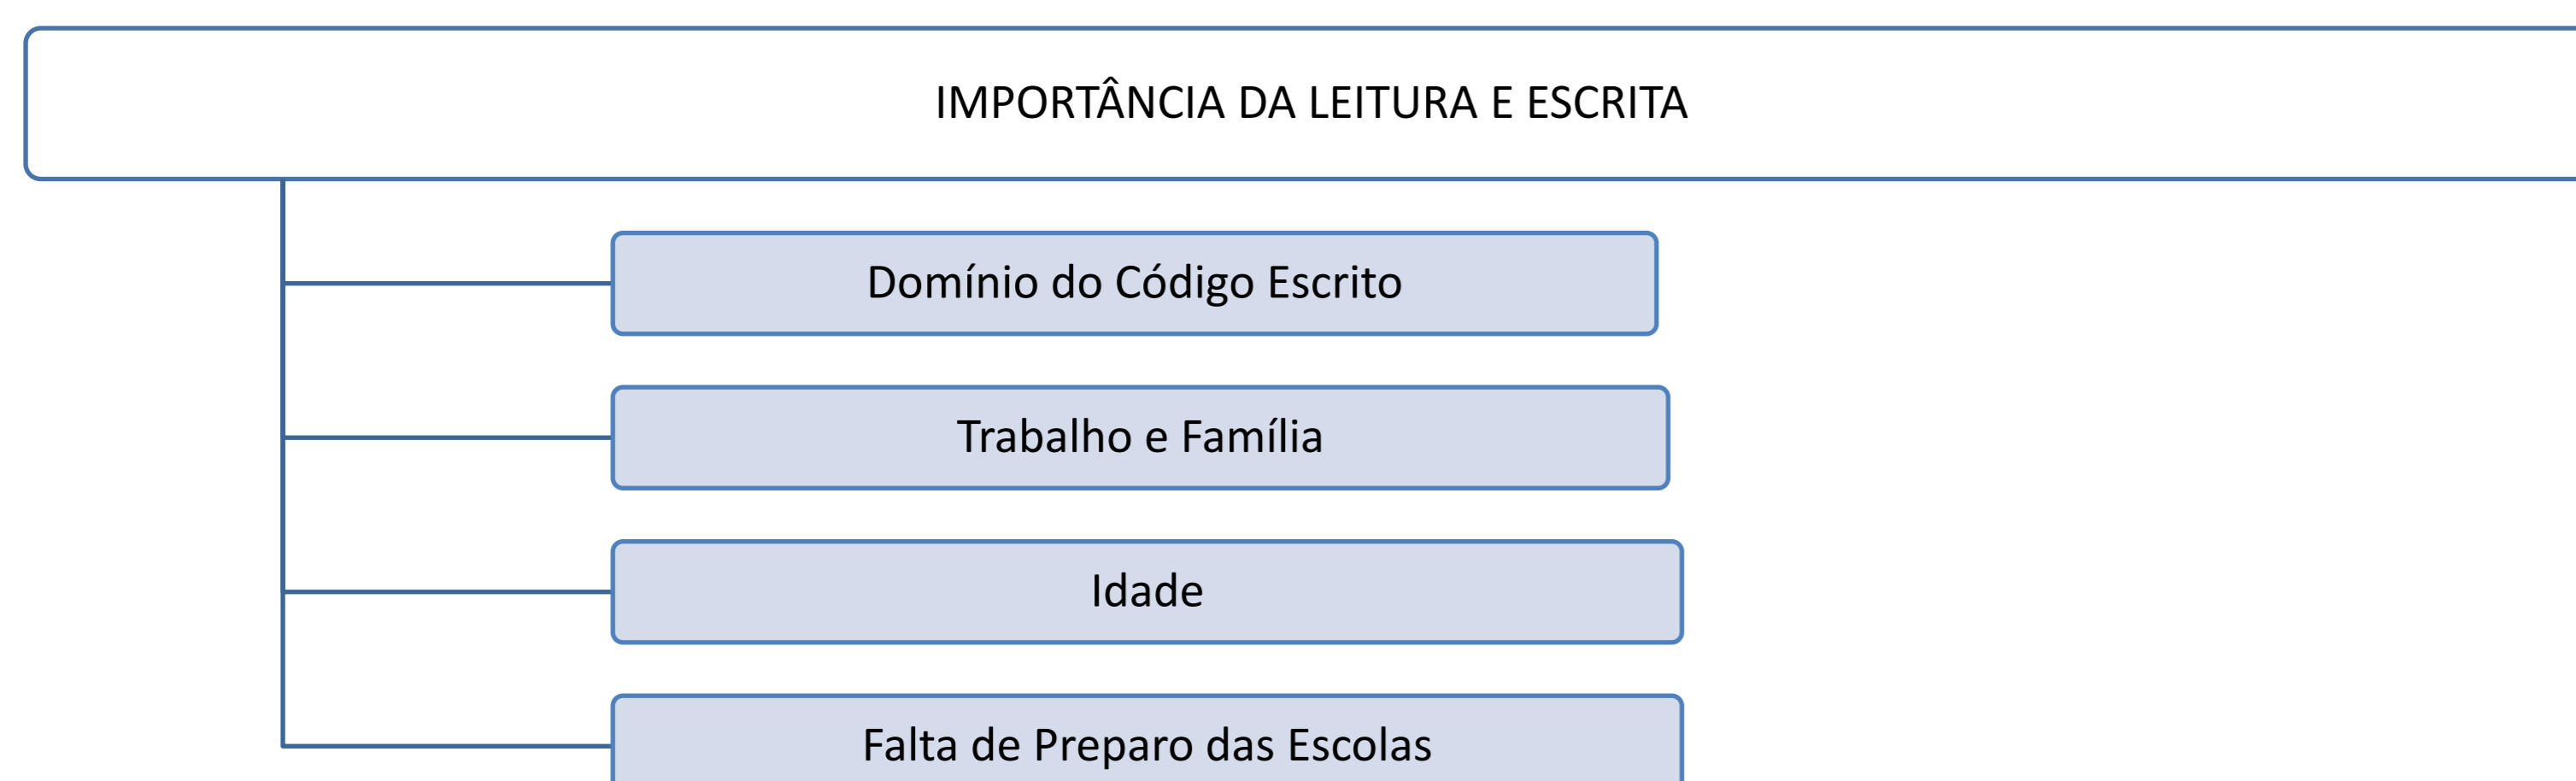 IMPORTÂNCIA DA LEITURA E ESCRITA
Domínio do Código Escrito
Trabalho e Família
Idade
Falta de Preparo das Escolas